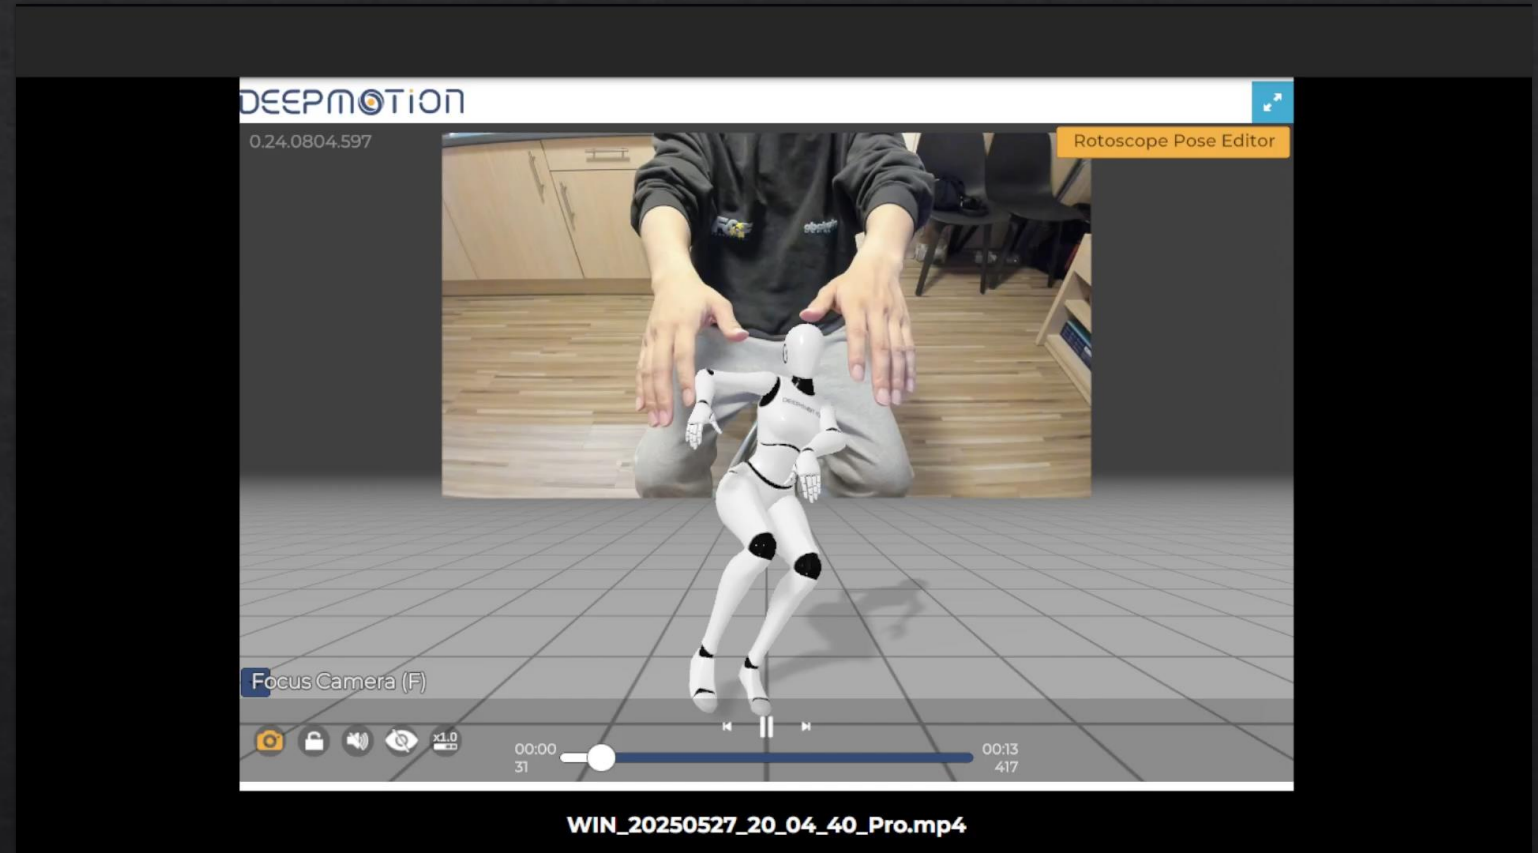 DEEPMOTION
0.24.0804.597
Rotoscope Pose Editor
Focus Camera (F)
x1.0
00:00
31
00:13
417
WIN_20250527_20_04_40_Pro.mp4